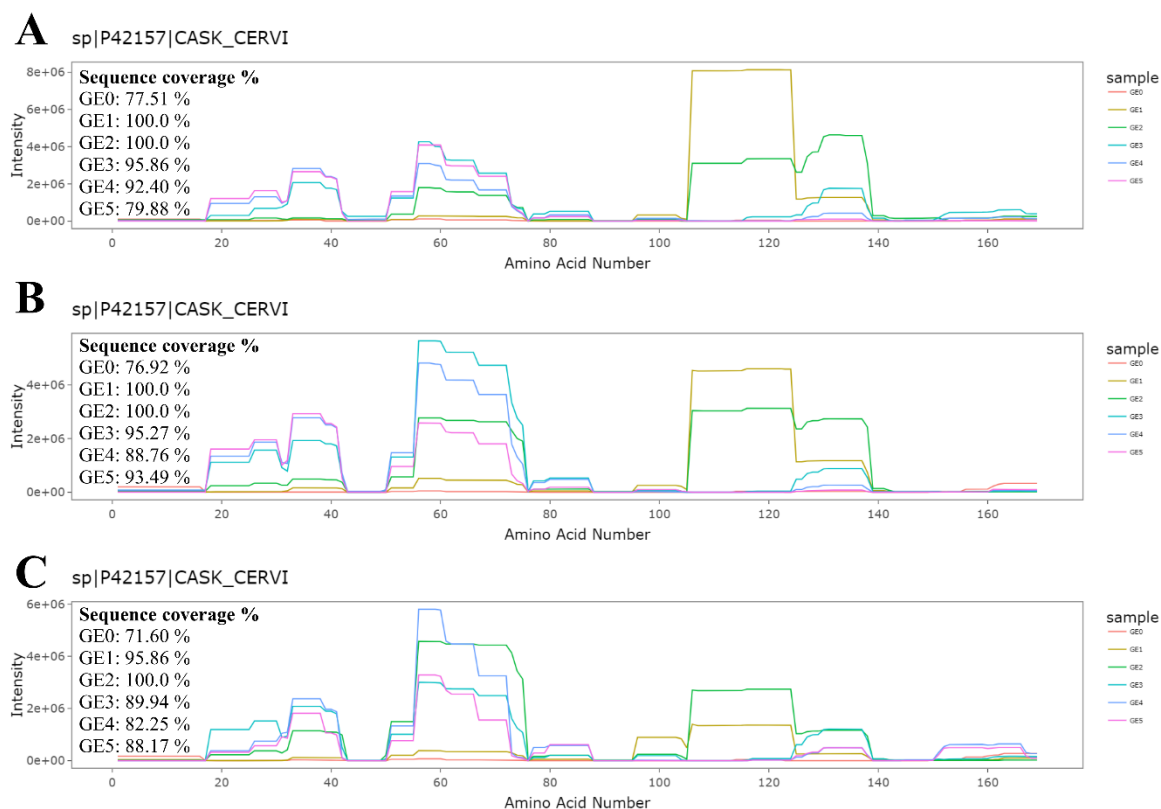 A
sp|P42157|CASK_CERVI
Sequence coverage %
GE0: 77.51 %
GE1: 100.0 %
GE2: 100.0 %
GE3: 95.86 %
GE4: 92.40 %
GE5: 79.88 %
Intensity
8e+06
6e+06
4e+06
2e+06
0e+00
0 20 40 60 80 100 120 140 160
Amino Acid Number
sample
GE0
GE1
GE2
GE3
GE4
GE5
B
sp|P42157|CASK_CERVI
Sequence coverage %
GE0: 76.92 %
GE1: 100.0 %
GE2: 100.0 %
GE3: 95.27 %
GE4: 88.76 %
GE5: 93.49 %
Intensity
4e+06
2e+06
0e+00
0 20 40 60 80 100 120 140 160
Amino Acid Number
sample
GE0
GE1
GE2
GE3
GE4
GE5
C
sp|P42157|CASK_CERVI
Sequence coverage %
GE0: 71.60 %
GE1: 95.86 %
GE2: 100.0 %
GE3: 89.94 %
GE4: 82.25 %
GE5: 88.17 %
Intensity
6e+06
4e+06
2e+06
0e+00
0 20 40 60 80 100 120 140 160
Amino Acid Number
sample
GE0
GE1
GE2
GE3
GE4
GE5